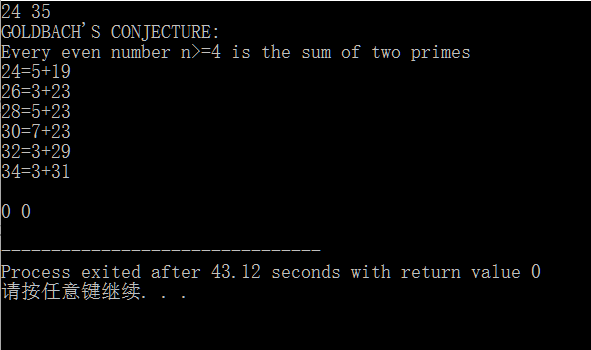 24 35
GOLDBACH'S CONJECTURE:
Every even number n>=4 is the sum of two primes
24=5+19
26=3+23
28=5+23
30=7+23
32=3+29
34=3+31
0 0
--------------------------------
Process exited after 43.12 seconds with return value 0
请按任意键继续. . .